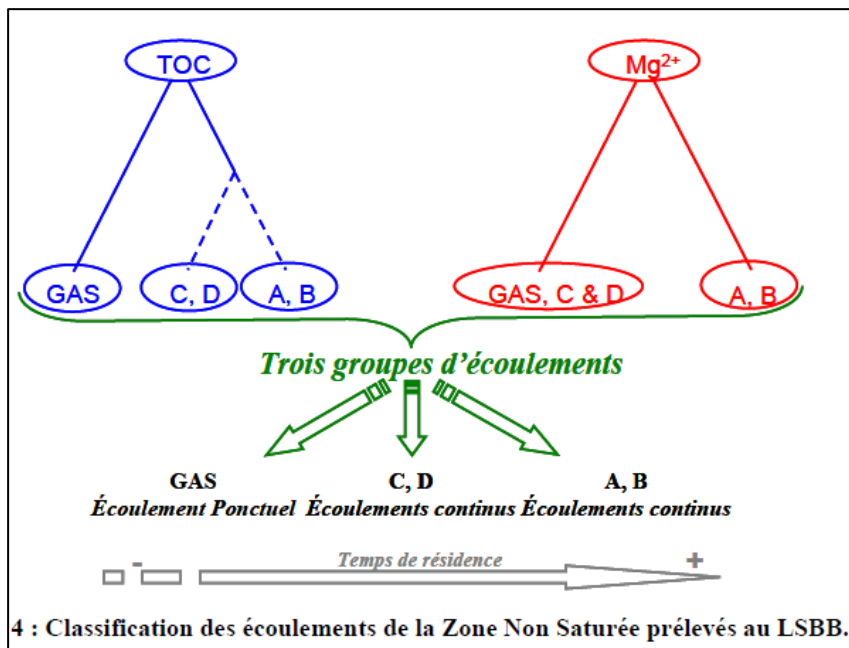 TOC Mg²⁺
GAS C, D A, B GAS, C & D A, B
Trois groupes d'écoulements
GAS C, D A, B
Écoulement Ponctuel Écoulements continus Écoulements continus
- Temps de résidence +
4 : Classification des écoulements de la Zone Non Saturée prélevés au LSBB.